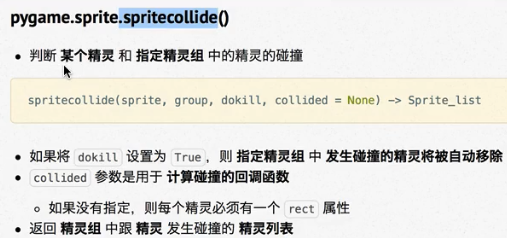 pygame.sprite.spritecollide()
判断 某个精灵 和 指定精灵组 中的精灵的碰撞
spritecollide(sprite, group, dokill, collided = None) -> Sprite_list
如果将 dokill 设置为 True，则 指定精灵组 中 发生碰撞的精灵将被自动移除
collided 参数是用于 计算碰撞的回调函数
如果没有指定，则每个精灵必须有一个 rect 属性
返回 精灵组 中跟 精灵 发生碰撞的 精灵列表